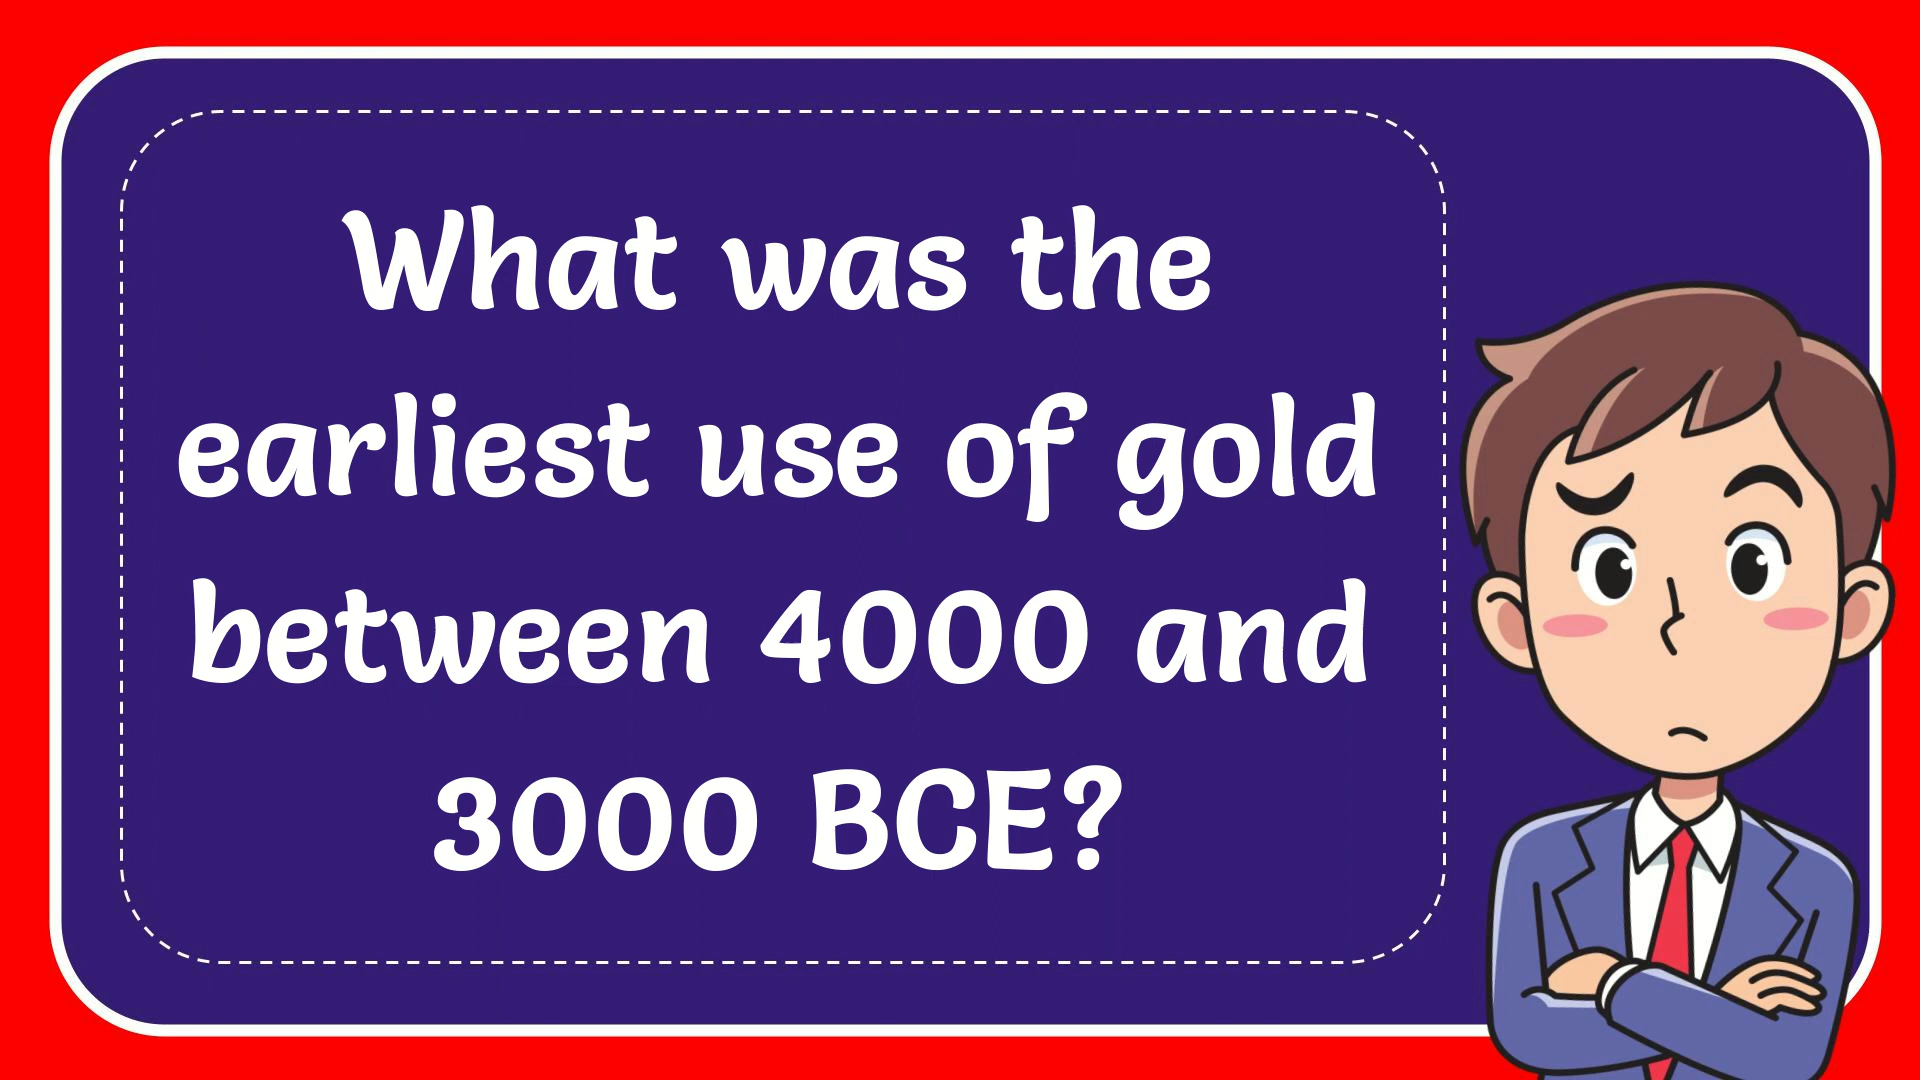 What was the
earliest use of gold
between 4000 and
3000 BCE?